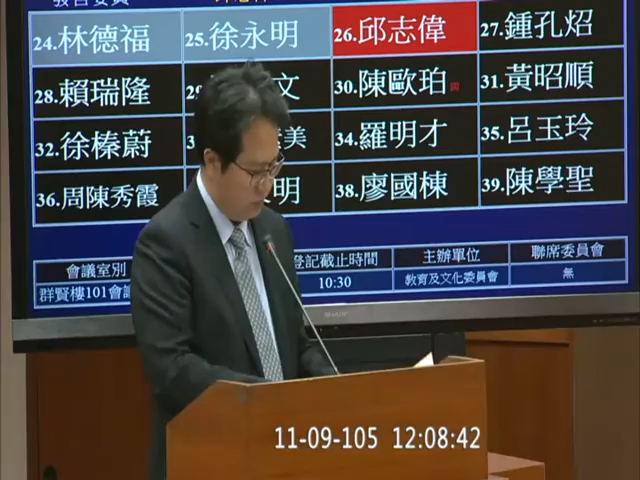 24.林德福 25.徐永明 26.邱志偉 27.鍾孔炤
28.賴瑞隆 文 30.陳歐珀 31.黃昭順
32.徐榛蔚 美 34.羅明才 35.呂玉玲
36.周陳秀霞 明 38.廖國棟 39.陳學聖
會議室別 登記截止時間 主辦單位 聯席委員會
群賢樓101會議 10:30 教育及文化委員會 無
SHARP
11-09-105 12:08:42